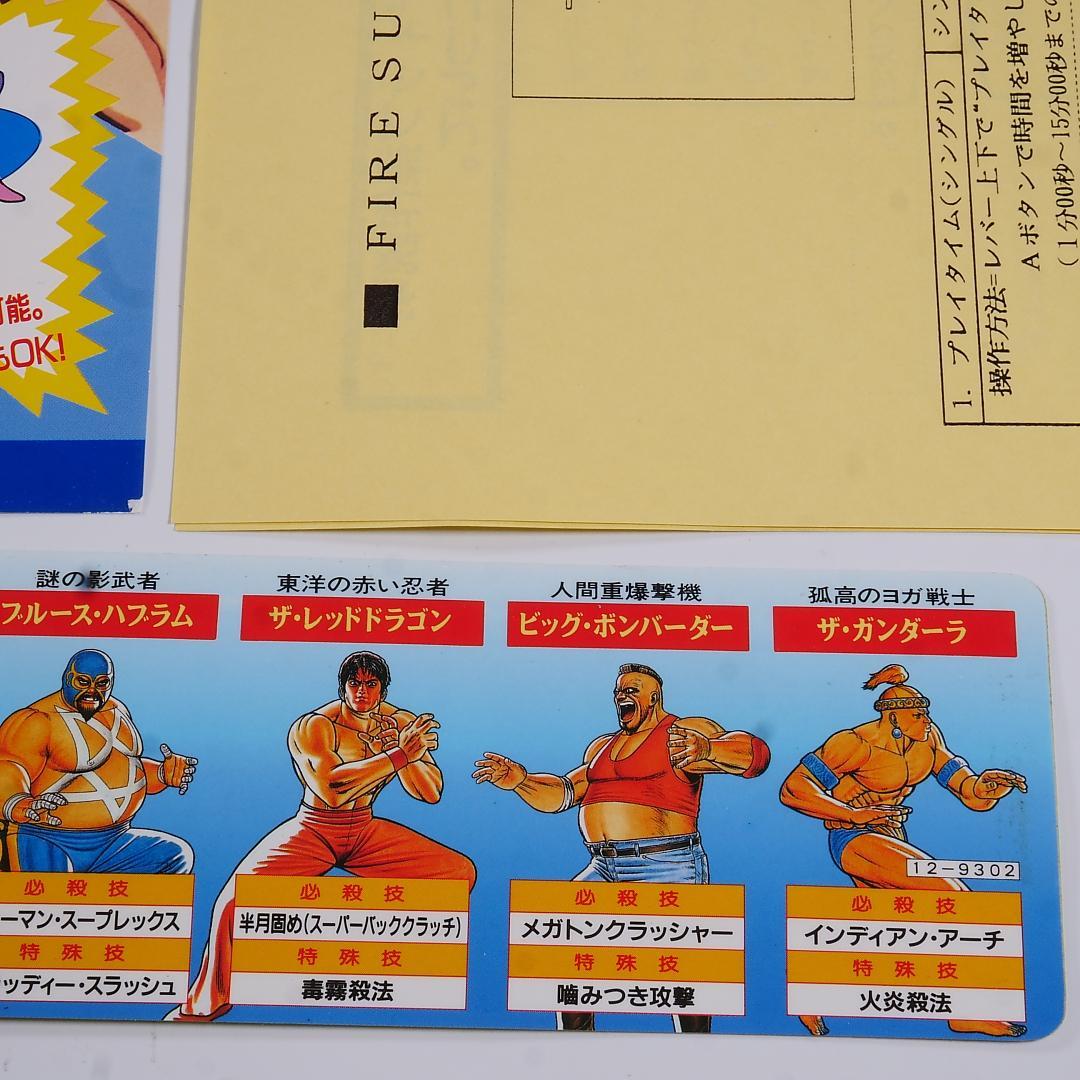 可能。
OK!
■ FIRE SU
1. プレイタイム(シングル)
操作方法=レバー上下で“プレイタ
Aボタンで時間を増やし
(1分00秒～15分00秒までの
謎の影武者
ブルース・ハブラム
必殺技
ーマン・スープレックス
特殊技
ッディー・スラッシュ
東洋の赤い忍者
ザ・レッドドラゴン
必殺技
半月固め(スーパーバッククラッチ)
特殊技
毒霧殺法
人間重爆撃機
ビッグ・ボンバーダー
必殺技
メガトンクラッシャー
特殊技
噛みつき攻撃
孤高のヨガ戦士
ザ・ガンダーラ
12-9302
必殺技
インディアン・アーチ
特殊技
火炎殺法